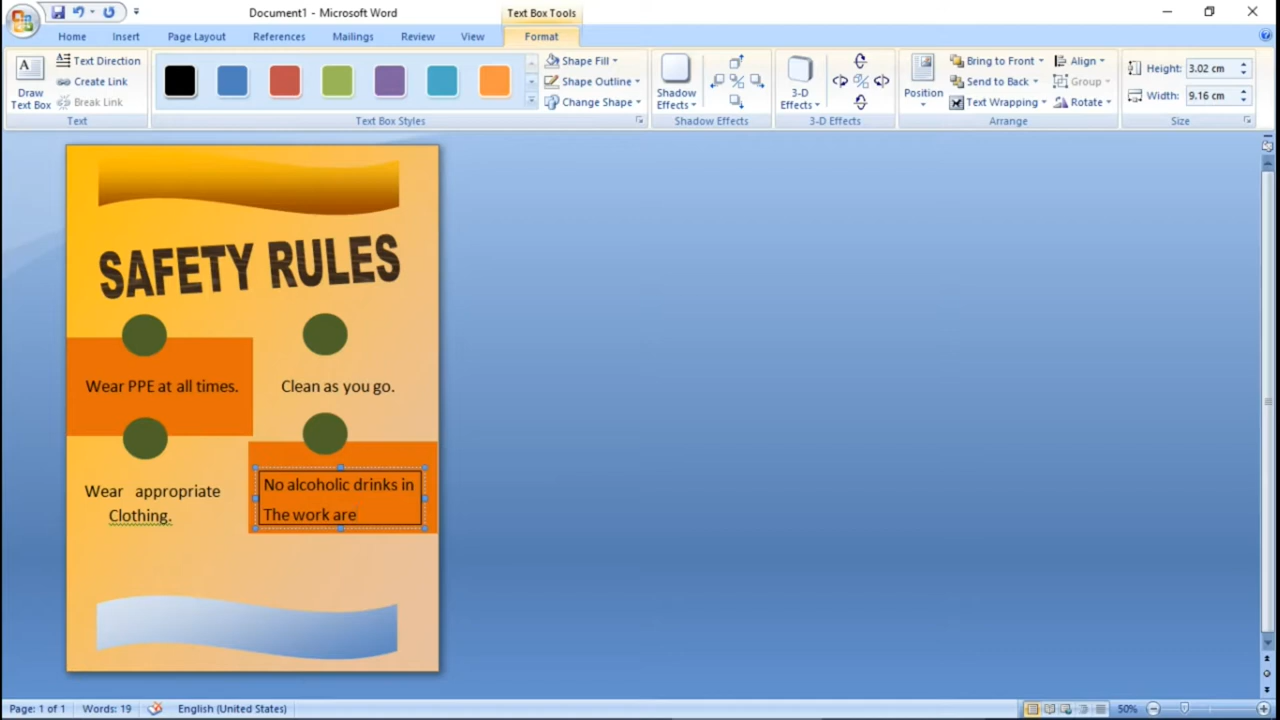 Document1 - Microsoft Word
Text Box Tools
Home Insert Page Layout References Mailings Review View Format
Draw Text Box
Text Direction
Create Link
Break Link
Text
Text Box Styles
Shape Fill
Shape Outline
Change Shape
Shadow Effects
Shadow Effects
3-D Effects
3-D Effects
Position
Bring to Front
Send to Back
Text Wrapping
Align
Group
Rotate
Arrange
Height: 3.02 cm
Width: 9.16 cm
Size
SAFETY RULES
Wear PPE at all times.
Clean as you go.
Wear appropriate
Clothing.
No alcoholic drinks in
The work are
Page: 1 of 1 Words: 19 English (United States) 50%